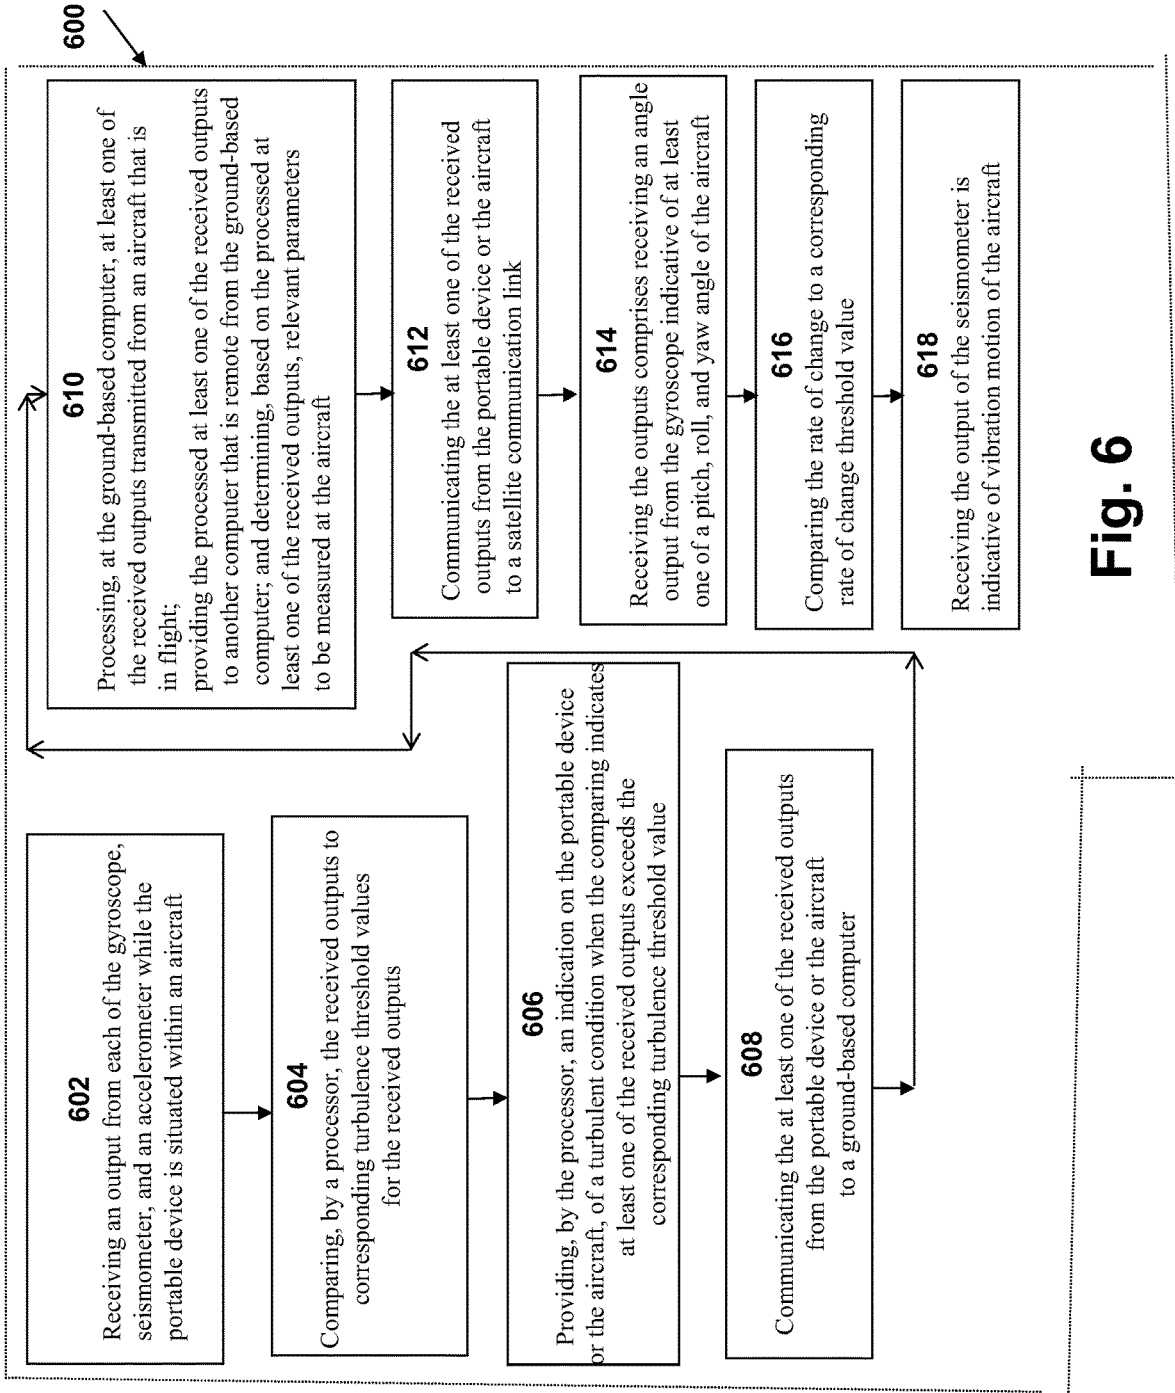 600
602
Receiving an output from each of the gyroscope,
seismometer, and an accelerometer while the
portable device is situated within an aircraft
604
Comparing, by a processor, the received outputs to
corresponding turbulence threshold values
for the received outputs
606
Providing, by the processor, an indication on the portable device
or the aircraft, of a turbulent condition when the comparing indicates
at least one of the received outputs exceeds the
corresponding turbulence threshold value
608
Communicating the at least one of the received outputs
from the portable device or the aircraft
to a ground-based computer
610
Processing, at the ground-based computer, at least one of
the received outputs transmitted from an aircraft that is
in flight;
providing the processed at least one of the received outputs
to another computer that is remote from the ground-based
computer; and determining, based on the processed at
least one of the received outputs, relevant parameters
to be measured at the aircraft
612
Communicating the at least one of the received
outputs from the portable device or the aircraft
to a satellite communication link
614
Receiving the outputs comprises receiving an angle
output from the gyroscope indicative of at least
one of a pitch, roll, and yaw angle of the aircraft
616
Comparing the rate of change to a corresponding
rate of change threshold value
618
Receiving the output of the seismometer is
indicative of vibration motion of the aircraft
Fig. 6